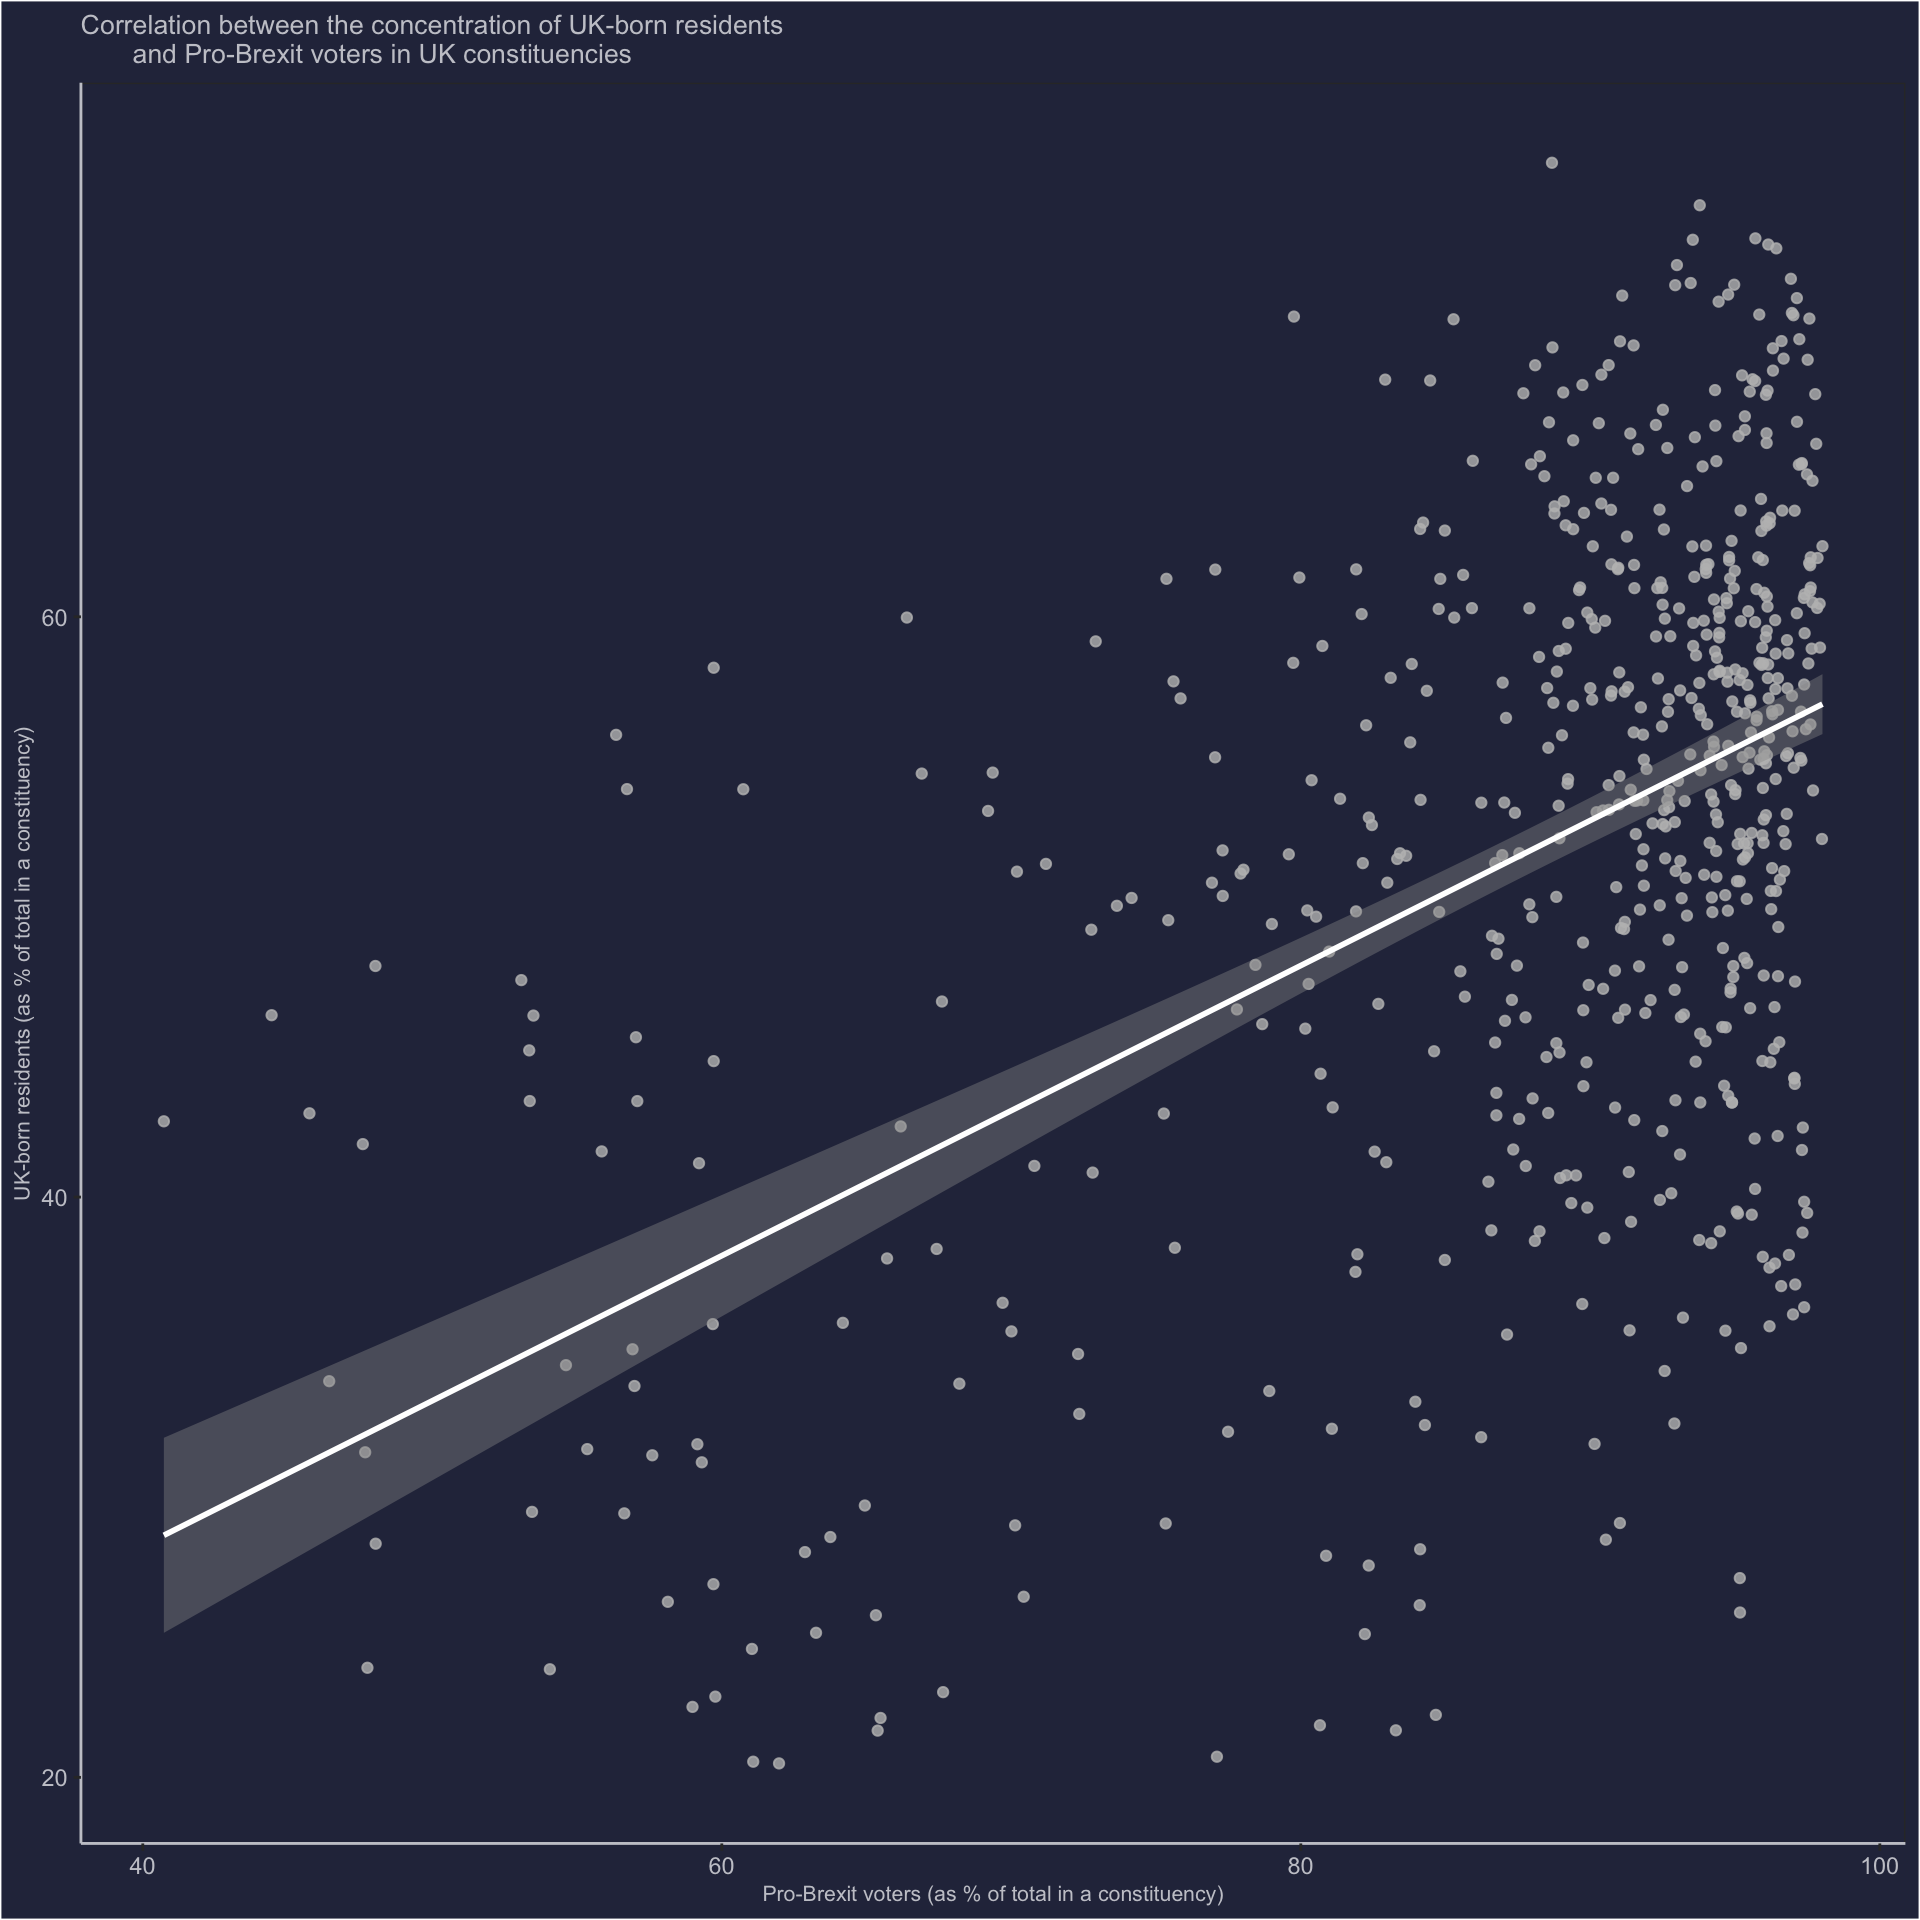 Correlation between the concentration of UK-born residents
and Pro-Brexit voters in UK constituencies
UK-born residents (as % of total in a constituency)
60
40
20
40
60
80
100
Pro-Brexit voters (as % of total in a constituency)